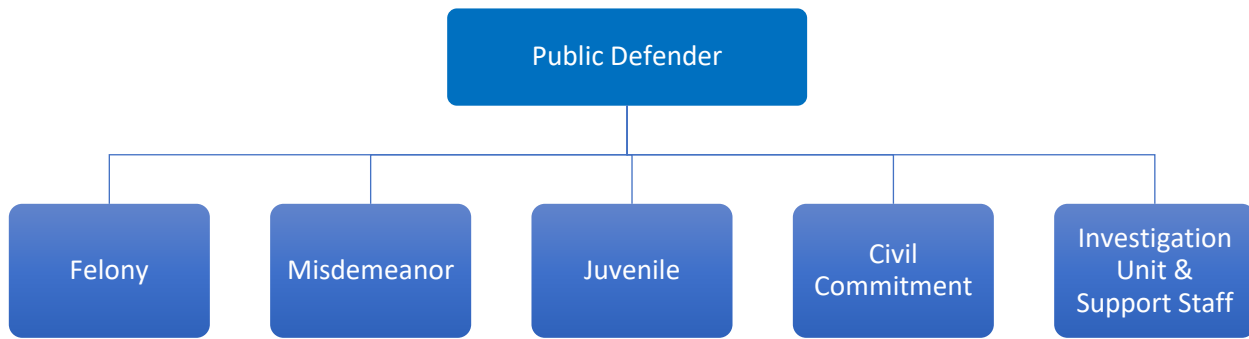 Public Defender
Felony
Misdemeanor
Juvenile
Civil
Commitment
Investigation
Unit &
Support Staff